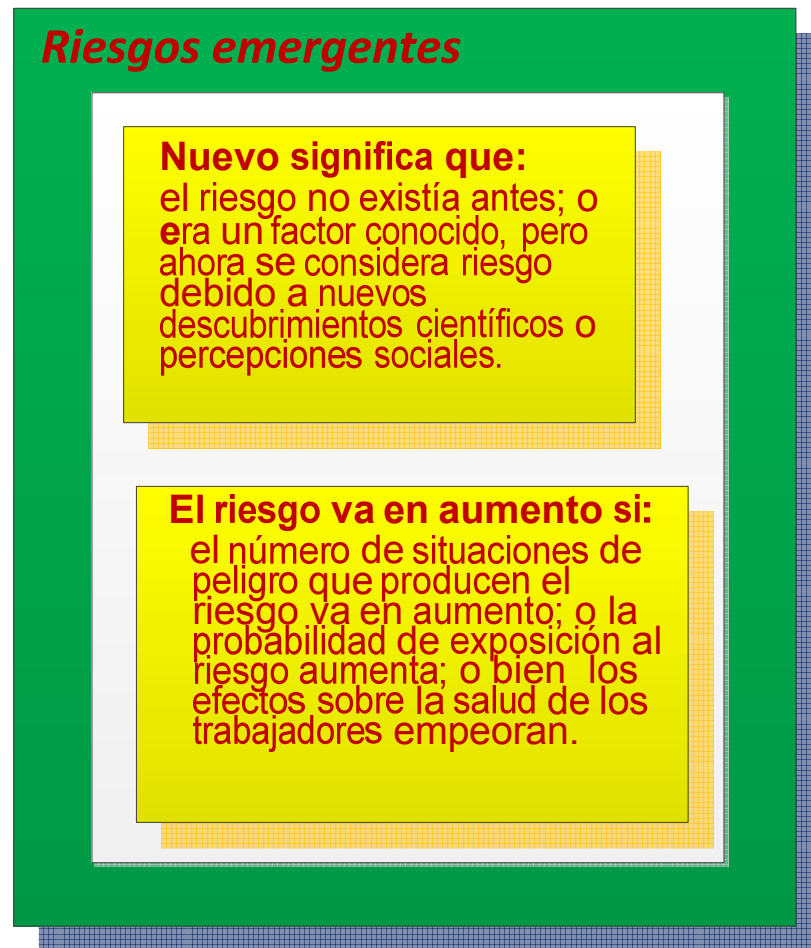 Riesgos emergentes
Nuevo significa que:
el riesgo no existía antes; o
era un factor conocido, pero
ahora se considera riesgo
debido a nuevos
descubrimientos científicos o
percepciones sociales.
El riesgo va en aumento si:
el número de situaciones de
peligro que producen el
riesgo va en aumento; o la
probabilidad de exposición al
riesgo aumenta; o bien los
efectos sobre la salud de los
trabajadores empeoran.